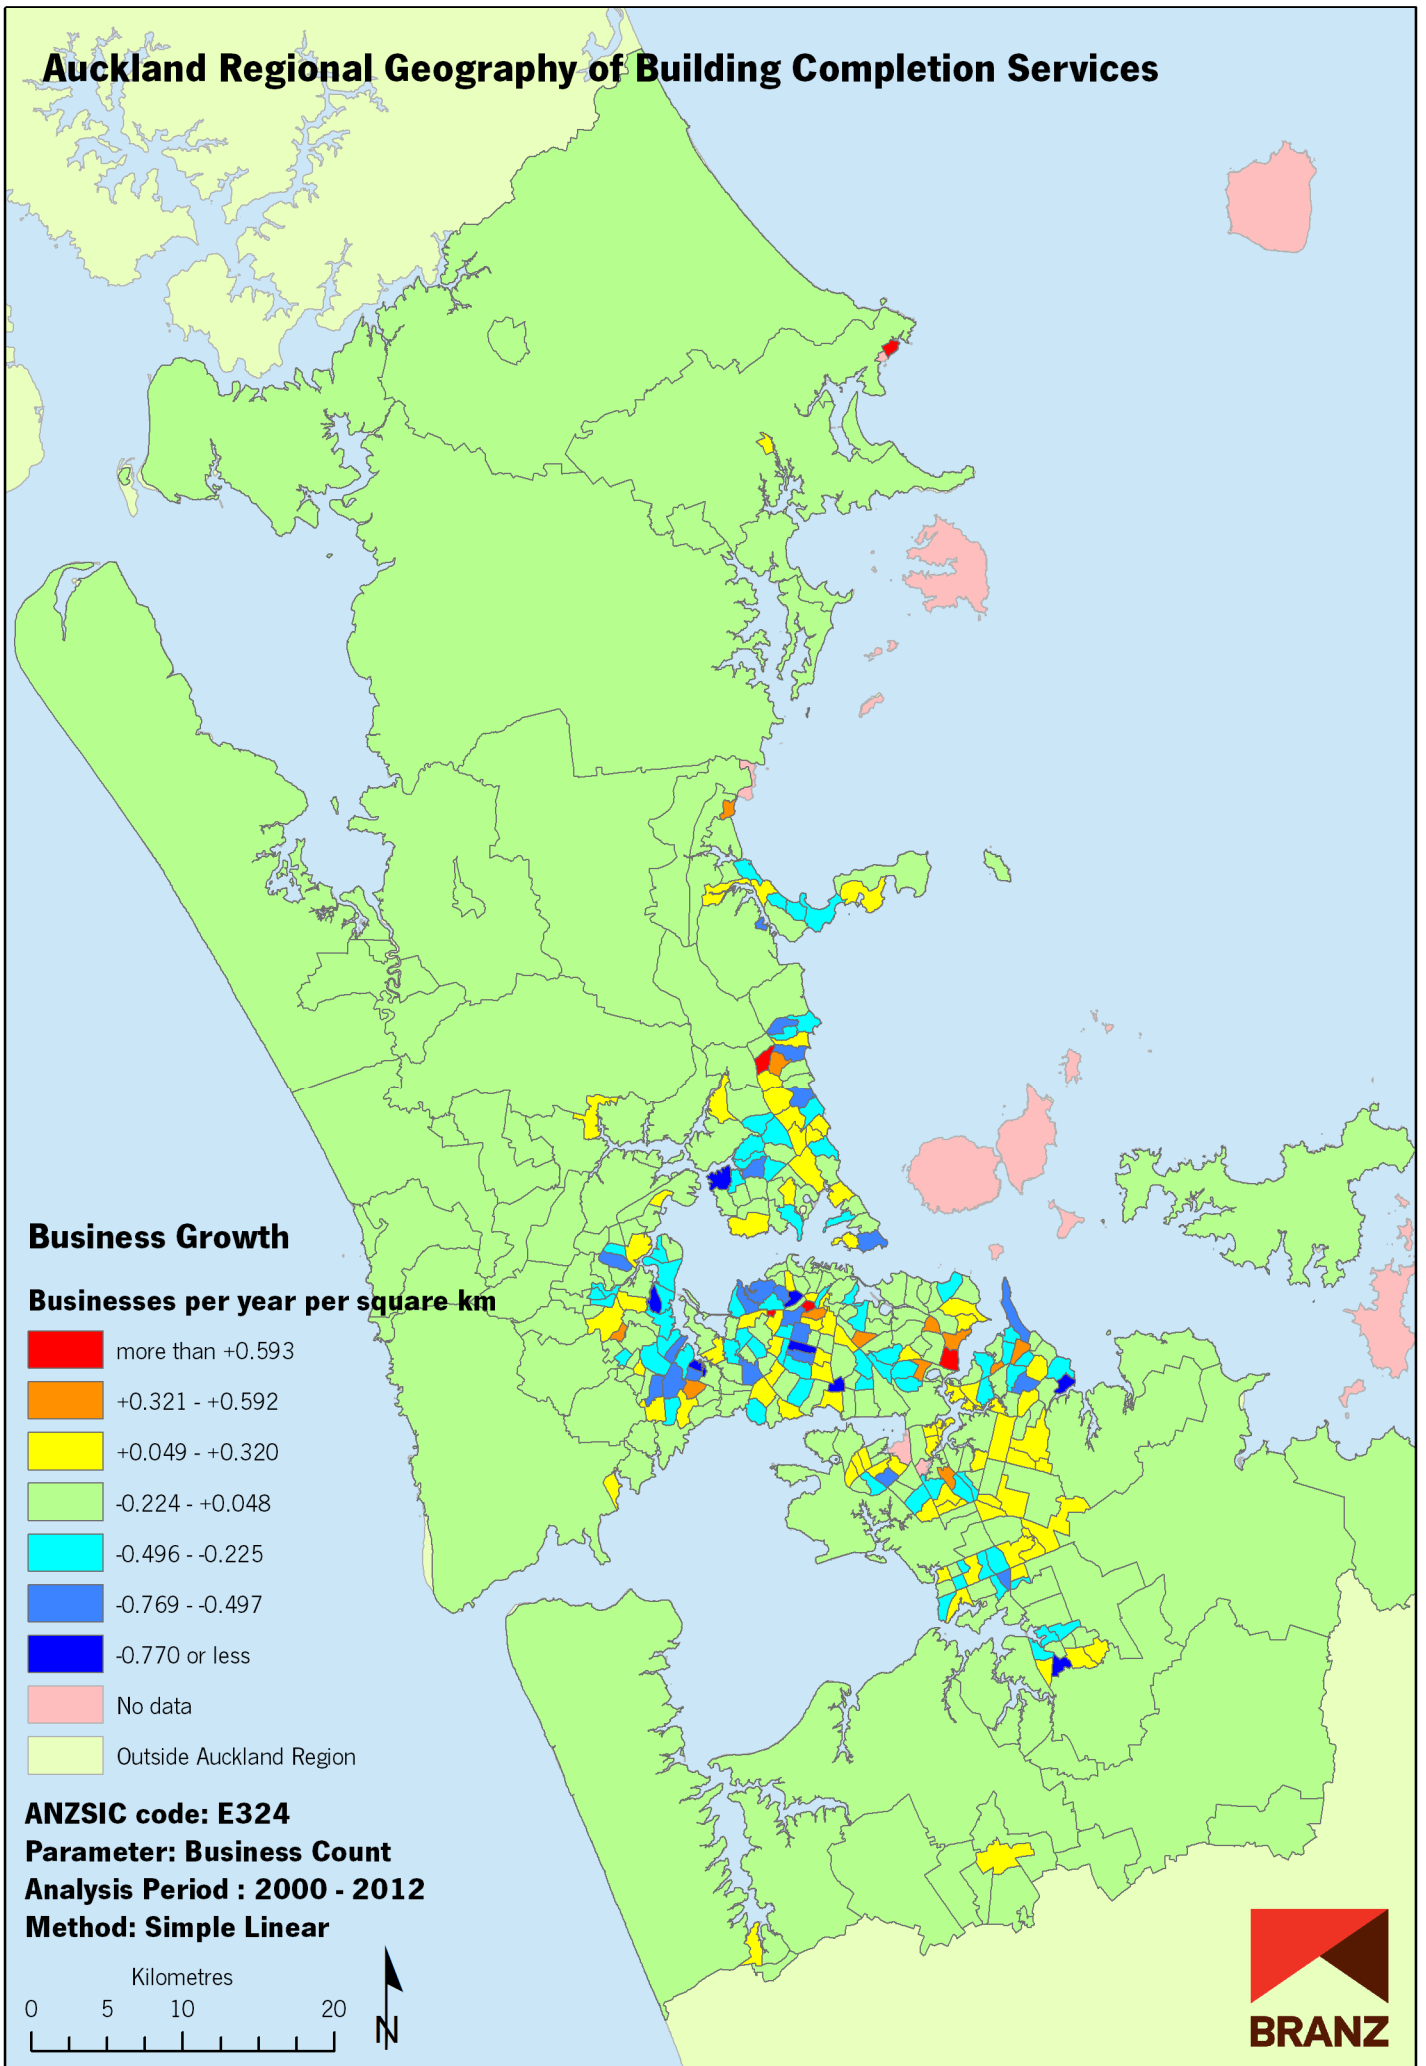 Auckland Regional Geography of Building Completion Services
Business Growth
Businesses per year per square km
more than +0.593
+0.321 - +0.592
+0.049 - +0.320
-0.224 - +0.048
-0.496 - -0.225
-0.769 - -0.497
-0.770 or less
No data
Outside Auckland Region
ANZSIC code: E324
Parameter: Business Count
Analysis Period : 2000 - 2012
Method: Simple Linear
Kilometres
0 5 10 20
N
BRANZ